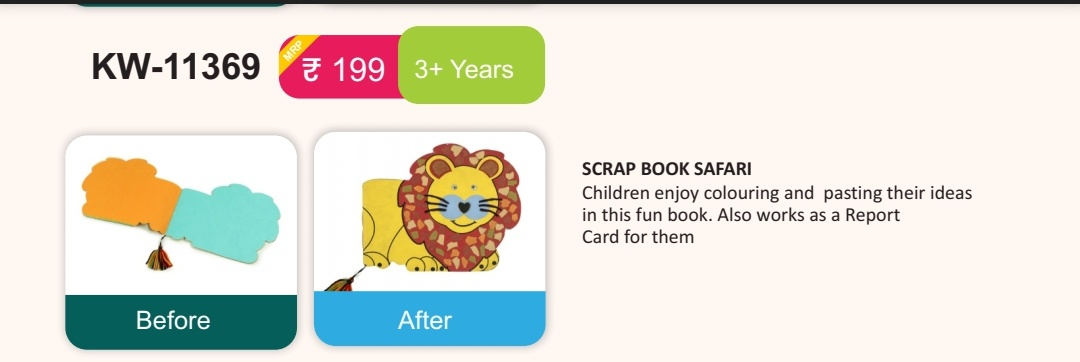 KW-11369
MRP
₹ 199
3+ Years
SCRAP BOOK SAFARI
Children enjoy colouring and  pasting their ideas
in this fun book. Also works as a Report
Card for them
Before
After